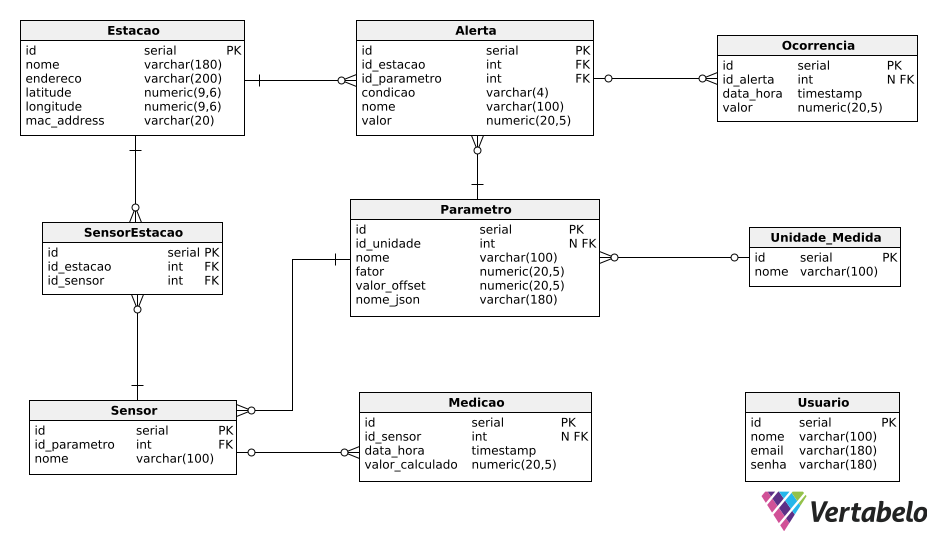 Estacao
id serial PK
nome varchar(180)
endereco varchar(200)
latitude numeric(9,6)
longitude numeric(9,6)
mac_address varchar(20)
Alerta
id serial PK
id_estacao int FK
id_parametro int FK
condicao varchar(4)
nome varchar(100)
valor numeric(20,5)
Ocorrencia
id serial PK
id_alerta int N FK
data_hora timestamp
valor numeric(20,5)
SensorEstacao
id serial PK
id_estacao int FK
id_sensor int FK
Parametro
id serial PK
id_unidade int N FK
nome varchar(100)
fator numeric(20,5)
valor_offset numeric(20,5)
nome_json varchar(180)
Unidade_Medida
id serial PK
nome varchar(100)
Sensor
id serial PK
id_parametro int FK
nome varchar(100)
Medicao
id serial PK
id_sensor int N FK
data_hora timestamp
valor_calculado numeric(20,5)
Usuario
id serial PK
nome varchar(100)
email varchar(180)
senha varchar(180)
Vertabelo